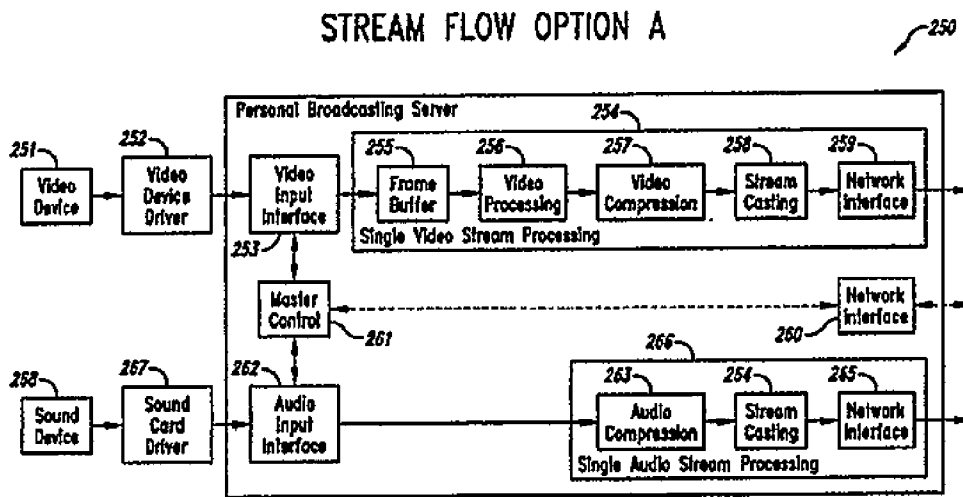 STREAM FLOW OPTION A
250
Personal Broadcasting Server
254
251
252
255
256
257
258
259
Video
Device
Video
Device
Driver
Video
Input
Interface
Frame
Buffer
Video
Processing
Video
Compression
Stream
Casting
Network
Interface
Single Video Stream Processing
253
Master
Control
261
Network
Interface
260
266
268
267
262
263
264
265
Sound
Device
Sound
Card
Driver
Audio
Input
Interface
Audio
Compression
Stream
Casting
Network
Interface
Single Audio Stream Processing